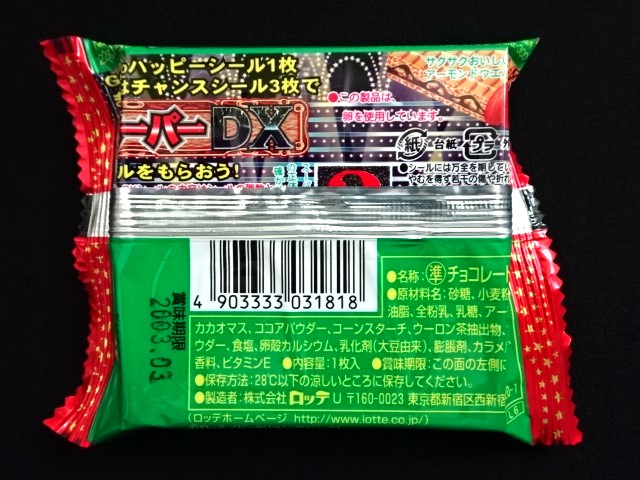 ハッピーシール1枚
チャンスシール3枚で
ーパーDX
ルをもらおう!
●この製品は、
卵を使用しています。
サクサクおいしい
アーモンドウエハ
紙 台紙 プラ 外
●シールには万全を期してい
4 903333 031818
賞味期限
2003.03
●名称:準チョコレート
●原材料名:砂糖、小麦粉
油脂、全粉乳、乳糖、アー
カカオマス、ココアパウダー、コーンスターチ、ウーロン茶抽出物、
ウダー、食塩、卵殻カルシウム、乳化剤(大豆由来)、膨脹剤、カラメル
香料、ビタミンE ●内容量:1枚入 ●賞味期限:この面の左側に
●保存方法:28℃以下の涼しいところに保存してください。
●製造者:株式会社ロッテU 〒160-0023 東京都新宿区西新宿
(ロッテホームページ http://www.lotte.co.jp/)